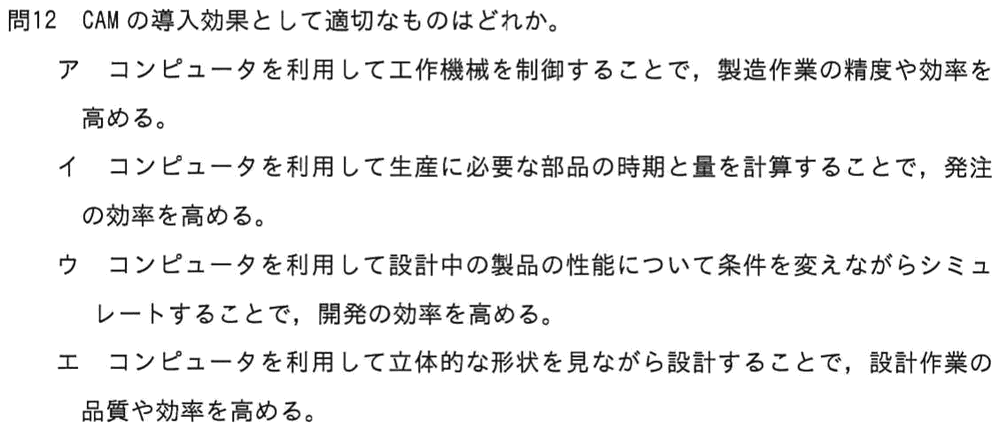 問12 CAM の導入効果として適切なものはどれか。
ア コンピュータを利用して工作機械を制御することで，製造作業の精度や効率を
高める。
イ コンピュータを利用して生産に必要な部品の時期と量を計算することで，発注
の効率を高める。
ウ コンピュータを利用して設計中の製品の性能について条件を変えながらシミュ
レートすることで，開発の効率を高める。
エ コンピュータを利用して立体的な形状を見ながら設計することで，設計作業の
品質や効率を高める。